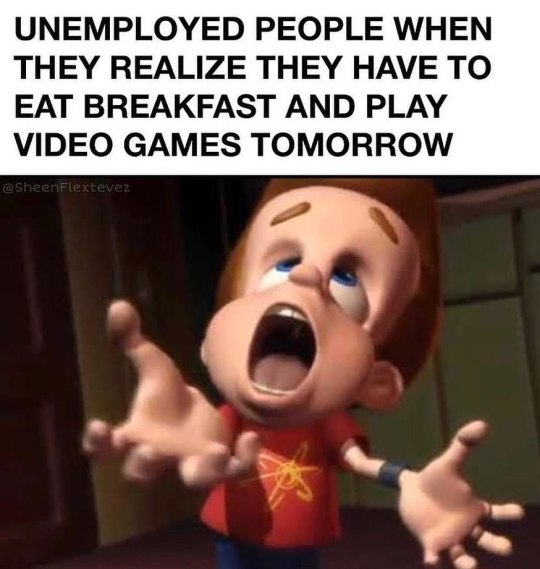 UNEMPLOYED PEOPLE WHEN
THEY REALIZE THEY HAVE TO
EAT BREAKFAST AND PLAY
VIDEO GAMES TOMORROW
@SheenFlextevez